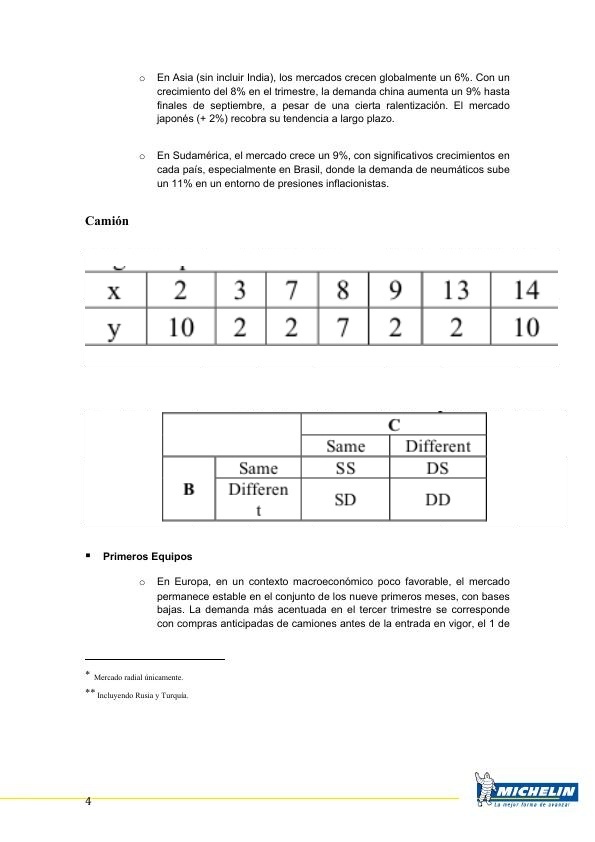 o En Asia (sin incluir India), los mercados crecen globalmente un 6%. Con un
crecimiento del 8% en el trimestre, la demanda china aumenta un 9% hasta
finales de septiembre, a pesar de una cierta ralentización. El mercado
japonés (+ 2%) recobra su tendencia a largo plazo.
o En Sudamérica, el mercado crece un 9%, con significativos crecimientos en
cada país, especialmente en Brasil, donde la demanda de neumáticos sube
un 11% en un entorno de presiones inflacionistas.
Camión
x 2 3 7 8 9 13 14
y 10 2 2 7 2 2 10
C
Same Different
B Same SS DS
Differen SD DD
t
▪ Primeros Equipos
o En Europa, en un contexto macroeconómico poco favorable, el mercado
permanece estable en el conjunto de los nueve primeros meses, con bases
bajas. La demanda más acentuada en el tercer trimestre se corresponde
con compras anticipadas de camiones antes de la entrada en vigor, el 1 de
* Mercado radial únicamente.
** Incluyendo Rusia y Turquía.
4
MICHELIN
La mejor forma de avanzar